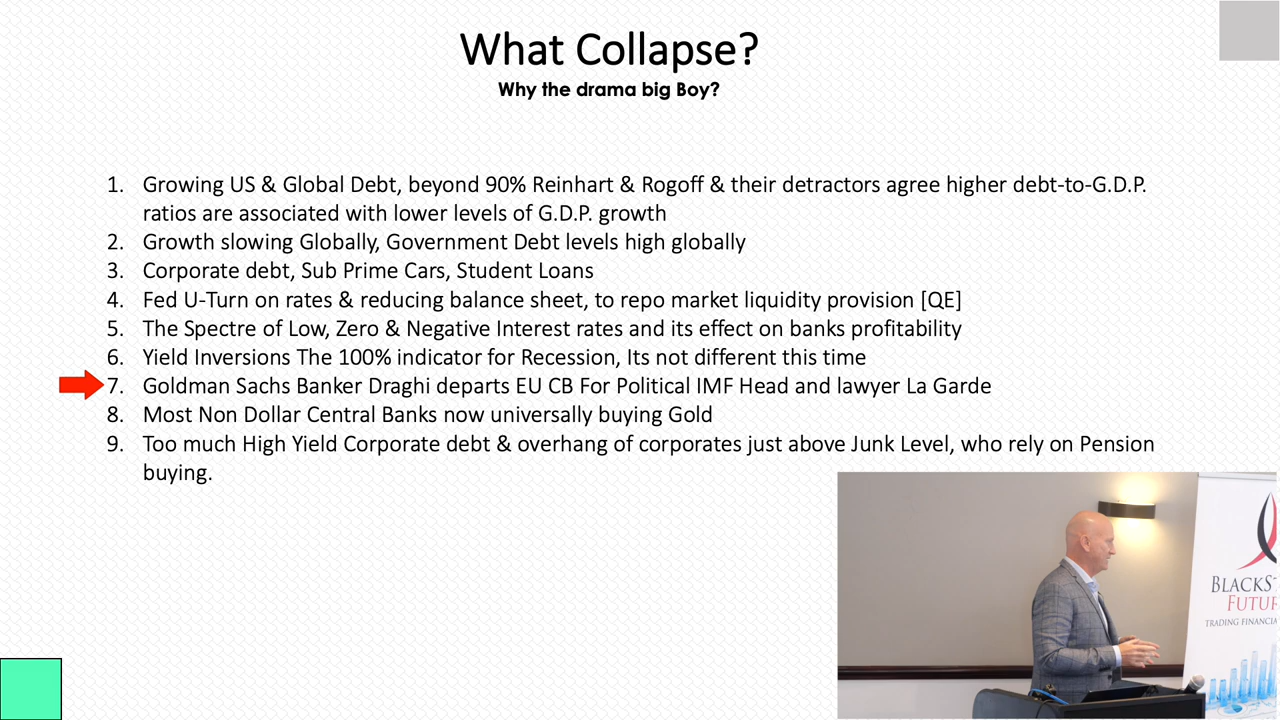 What Collapse?
Why the drama big Boy?
1. Growing US & Global Debt, beyond 90% Reinhart & Rogoff & their detractors agree higher debt-to-G.D.P.
ratios are associated with lower levels of G.D.P. growth
2. Growth slowing Globally, Government Debt levels high globally
3. Corporate debt, Sub Prime Cars, Student Loans
4. Fed U-Turn on rates & reducing balance sheet, to repo market liquidity provision [QE]
5. The Spectre of Low, Zero & Negative Interest rates and its effect on banks profitability
6. Yield Inversions The 100% indicator for Recession, Its not different this time
7. Goldman Sachs Banker Draghi departs EU CB For Political IMF Head and lawyer La Garde
8. Most Non Dollar Central Banks now universally buying Gold
9. Too much High Yield Corporate debt & overhang of corporates just above Junk Level, who rely on Pension
buying.
BLACKS
FUTUR
TRADING FINANCIA